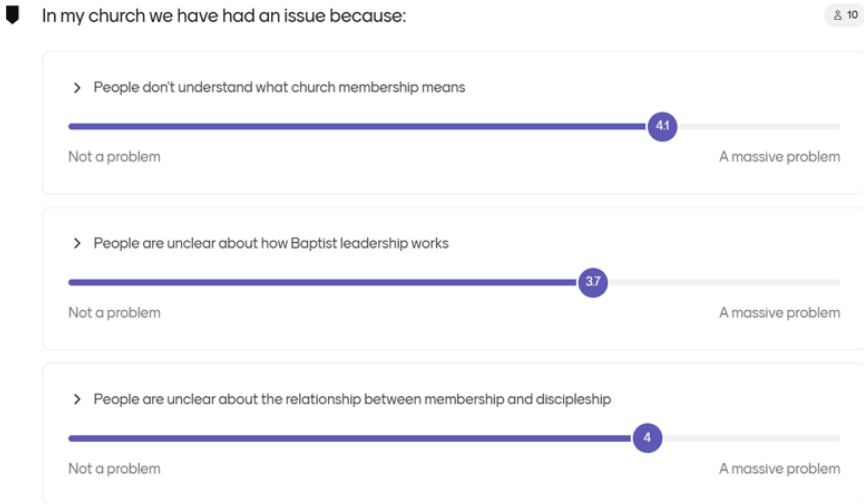 In my church we have had an issue because:
10
People don't understand what church membership means
4.1
Not a problem
A massive problem
People are unclear about how Baptist leadership works
3.7
Not a problem
A massive problem
People are unclear about the relationship between membership and discipleship
4
Not a problem
A massive problem